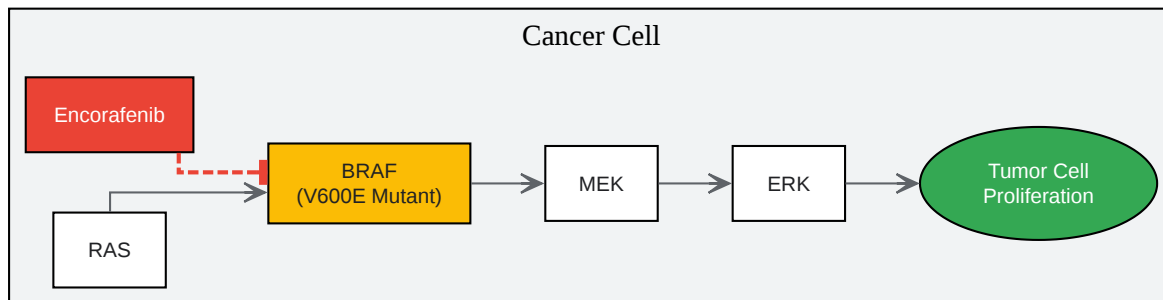 Cancer Cell
Encorafenib
RAS
BRAF
(V600E Mutant)
MEK
ERK
Tumor Cell
Proliferation